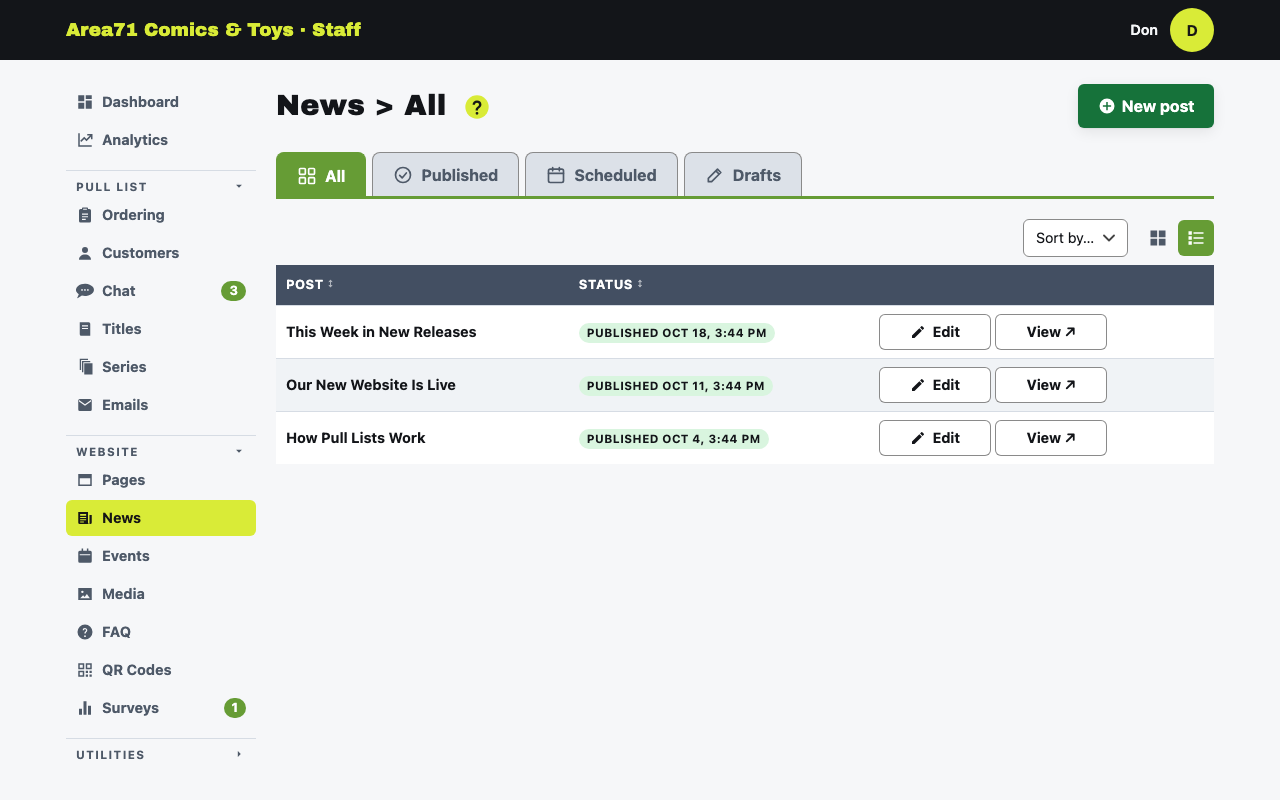 Area71 Comics & Toys · Staff
Don
D
Dashboard
Analytics
PULL LIST
Ordering
Customers
Chat 3
Titles
Series
Emails
WEBSITE
Pages
News
Events
Media
FAQ
QR Codes
Surveys 1
UTILITIES
News > All ?
New post
All Published Scheduled Drafts
Sort by...
POST STATUS
This Week in New Releases PUBLISHED OCT 18, 3:44 PM Edit View
Our New Website Is Live PUBLISHED OCT 11, 3:44 PM Edit View
How Pull Lists Work PUBLISHED OCT 4, 3:44 PM Edit View